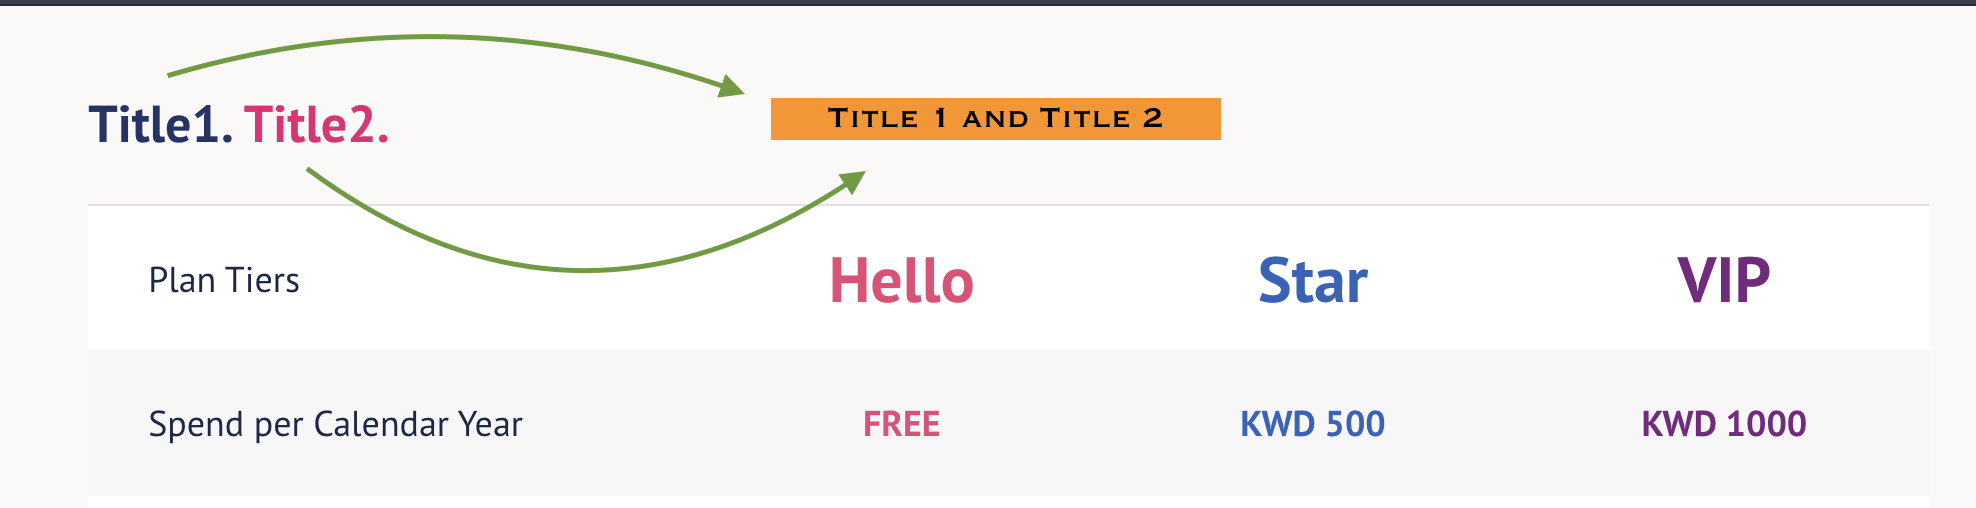 Title1. Title2.
Title 1 and Title 2
Plan Tiers Hello Star VIP
Spend per Calendar Year FREE KWD 500 KWD 1000